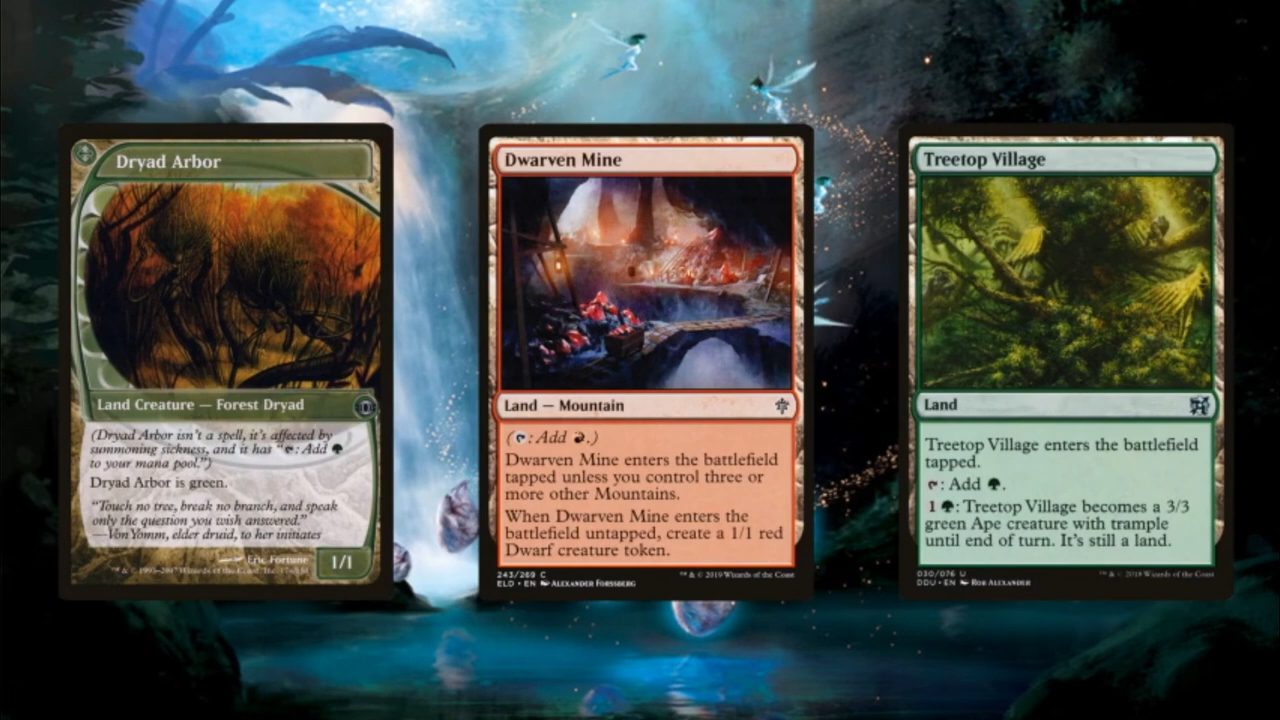 Dryad Arbor
Land Creature — Forest Dryad
(Dryad Arbor isn't a spell, it's affected by
summoning sickness, and it has “: Add
to your mana pool.”)
Dryad Arbor is green.
“Touch no tree, break no branch, and speak
only the question you wish answered.”
—Von Yomm, elder druid, to her initiates
Eric Fortune
1/1
Dwarven Mine
Land — Mountain
(: Add .)
Dwarven Mine enters the battlefield
tapped unless you control three or
more other Mountains.
When Dwarven Mine enters the
battlefield untapped, create a 1/1 red
Dwarf creature token.
243/269 C
ELD • EN ALEXANDER FORSSBERG
™ & © 2019 Wizards of the Coast
Treetop Village
Land
Treetop Village enters the battlefield
tapped.
: Add .
1 : Treetop Village becomes a 3/3
green Ape creature with trample
until end of turn. It's still a land.
030/076 U
DDU • EN ROB ALEXANDER
™ & © 2018 Wizards of the Coast